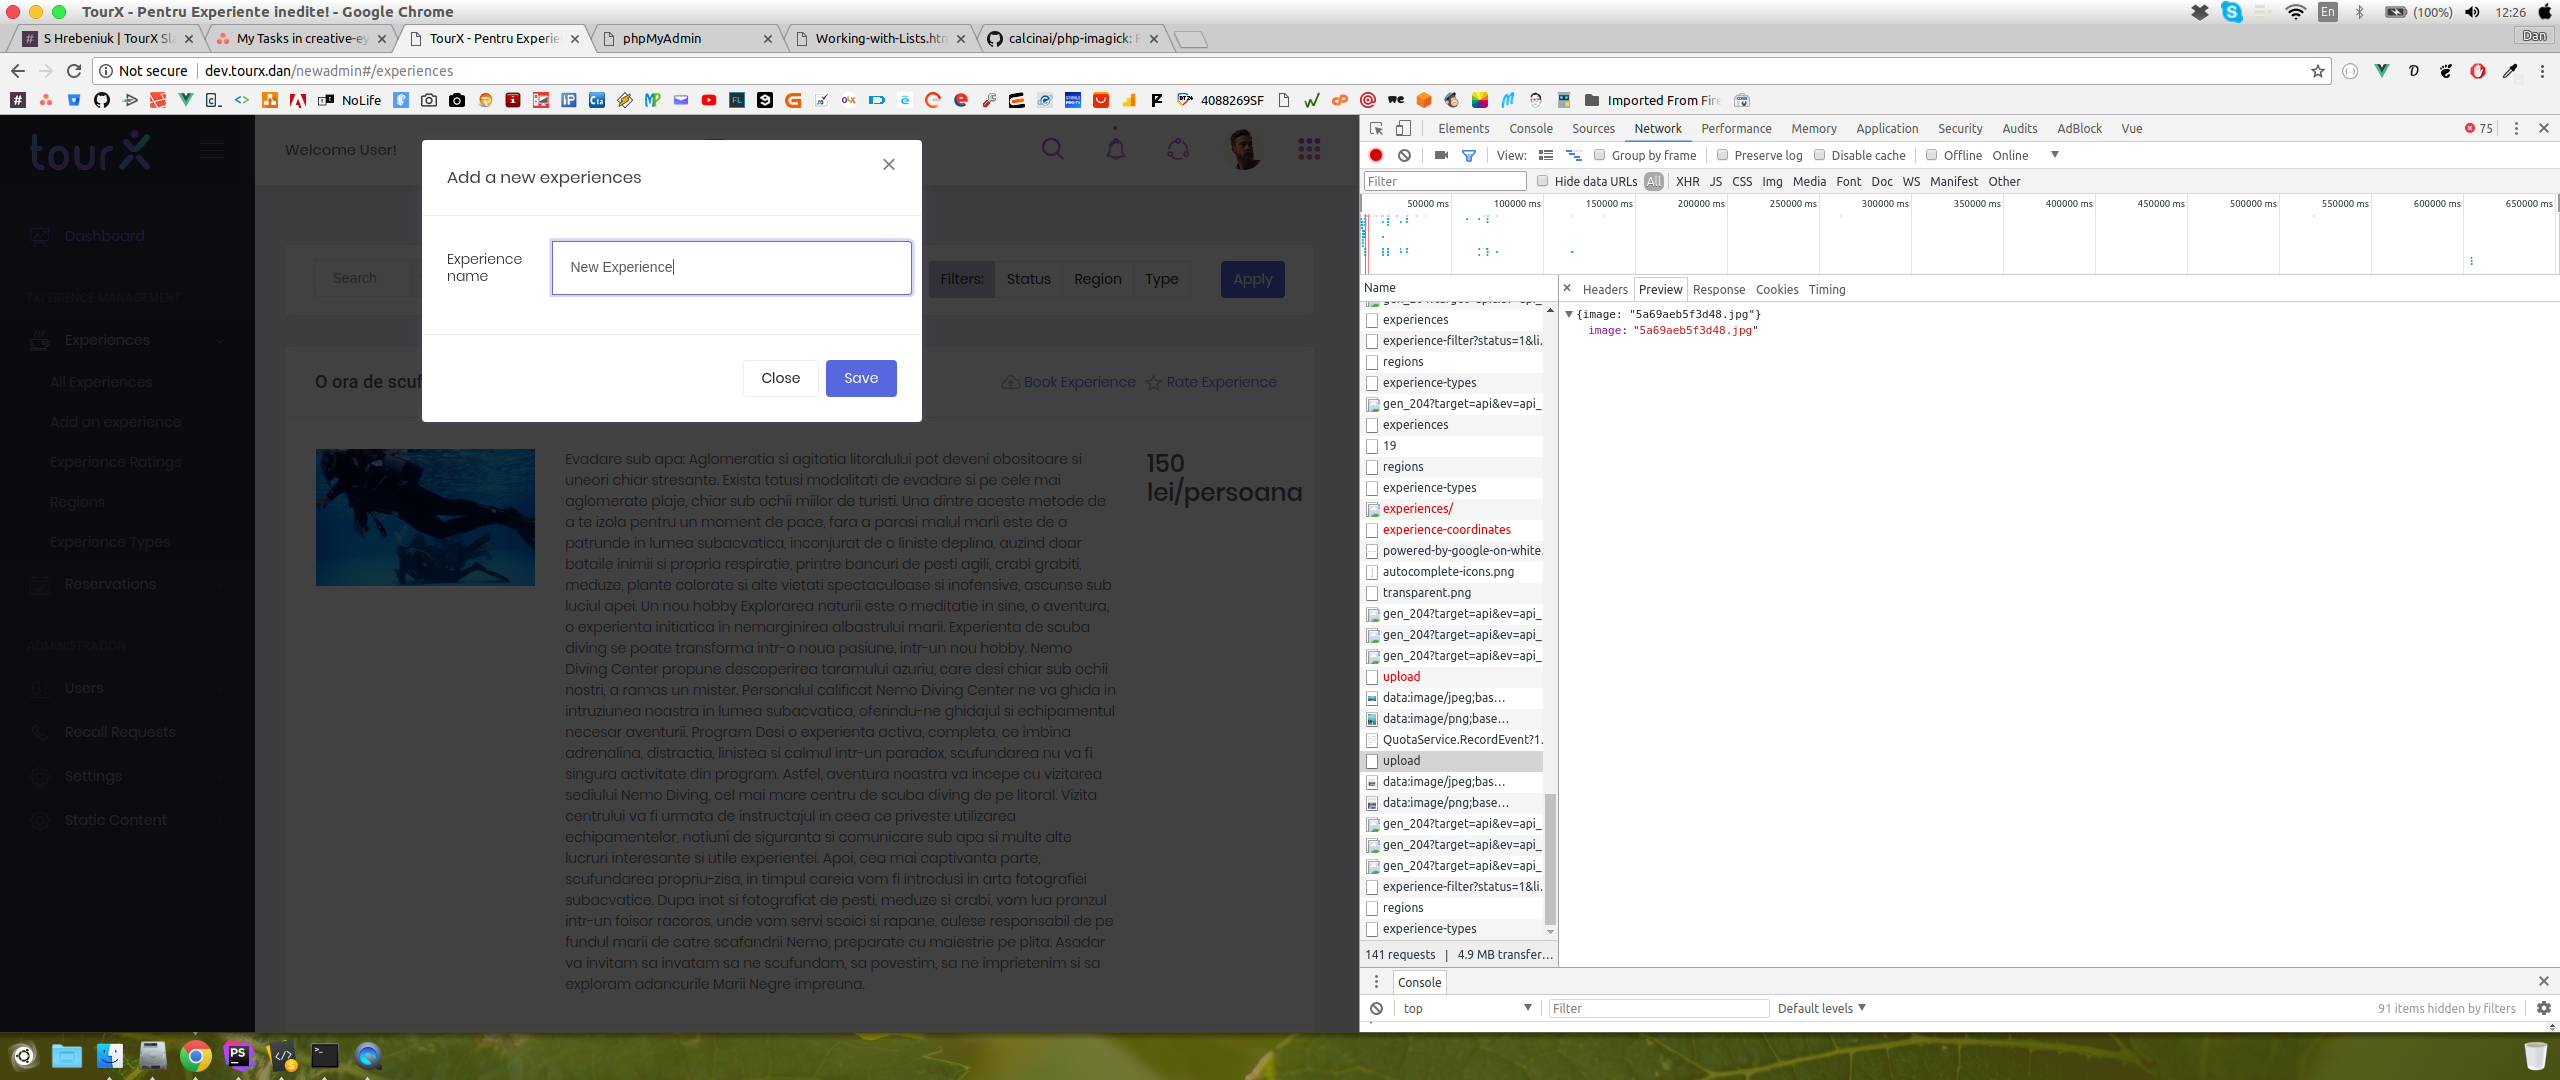 TourX - Pentru Experiente inedite! - Google Chrome
En
(100%)
12:26
S Hrebeniuk | TourX Sla
My Tasks in creative-ey
TourX - Pentru Experie
phpMyAdmin
Working-with-Lists.htm
calcinai/php-imagick: P
Dan
Not secure
dev.tourx.dan/newadmin#/experiences
NoLife
4088269SF
Imported From Fire
tour X
Welcome User!
Dashboard
EXPERIENCE MANAGEMENT
Experiences
All Experiences
Add an experience
Experience Ratings
Regions
Experience Types
Reservations
ADMINISTRATION
Users
Recall Requests
Settings
Static Content
Add a new experiences
×
Experience name
New Experience
Close
Save
Search
Filters:
Status
Region
Type
Apply
O ora de scuf
Book Experience
Rate Experience
Evadare sub apa: Aglomeratia si agitatia litoralului pot deveni obositoare si
uneori chiar stresante. Exista totusi modalitati de evadare si pe cele mai
aglomerate plaje, chiar sub ochii miilor de turisti. Una dintre aceste metode de
a te izola pentru un moment de pace, fara a parasi malul marii este de a
patrunde in lumea subacvatica, inconjurat de o liniste deplina, auzind doar
bataile inimii si propria respiratie, printre bancuri de pesti agili, crabi grabiti,
meduze, plante colorate si alte vietati spectaculoase si inofensive, ascunse sub
luciul apei. Un nou hobby Explorarea naturii este o meditatie in sine, o aventura,
o experienta initiatica in nemarginirea albastrului marii. Experienta de scuba
diving se poate transforma intr-o noua pasiune, intr-un nou hobby. Nemo
Diving Center propune descoperirea taramului azuriu, care desi chiar sub ochii
nostri, a ramas un mister. Personalul calificat Nemo Diving Center ne va ghida in
intruziunea noastra in lumea subacvatica, oferindu-ne ghidajul si echipamentul
necesar aventurii. Program Desi o experienta activa, completa, ce imbina
adrenalina, distractia, linistea si calmul intr-un paradox, scufundarea nu va fi
singura activitate din program. Astfel, aventura noastra va incepe cu vizitarea
sediului Nemo Diving, cel mai mare centru de scuba diving de pe litoral. Vizita
centrului va fi urmata de instructajul in ceea ce priveste utilizarea
echipamentelor, notiuni de siguranta si comunicare sub apa si multe alte
lucruri interesante si utile experientei. Apoi, cea mai captivanta parte,
scufundarea propriu-zisa, in timpul careia vom fi introdusi in arta fotografiei
subacvatice. Dupa inot si fotografiat de pesti, meduze si crabi, vom lua pranzul
intr-un foisor racoros, unde vom servi scoici si rapane, culese responsabil de pe
fundul marii de catre scafandrii Nemo, preparate cu maiestrie pe plita. Asadar
va invitam sa invatam sa ne scufundam, sa povestim, sa ne imprietenim si sa
exploram adancurile Marii Negre impreuna.
150
lei/persoana
Elements Console Sources Network Performance Memory Application Security Audits AdBlock Vue
75
View:
Group by frame
Preserve log
Disable cache
Offline
Online
Filter
Hide data URLs
All XHR JS CSS Img Media Font Doc WS Manifest Other
50000 ms 100000 ms 150000 ms 200000 ms 250000 ms 300000 ms 350000 ms 400000 ms 450000 ms 500000 ms 550000 ms 600000 ms 650000 ms
Name
experiences
experience-filter?status=1&li.
regions
experience-types
gen_204?target=api&ev=api_
experiences
19
regions
experience-types
experiences/
experience-coordinates
powered-by-google-on-white.
autocomplete-icons.png
transparent.png
gen_204?target=api&ev=api_
gen_204?target=api&ev=api_
gen_204?target=api&ev=api_
upload
data:image/jpeg;bas…
data:image/png;base…
QuotaService.RecordEvent?1.
upload
data:image/jpeg;bas…
data:image/png;base…
gen_204?target=api&ev=api_
gen_204?target=api&ev=api_
gen_204?target=api&ev=api_
experience-filter?status=1&li.
regions
experience-types
141 requests | 4.9 MB transfer…
Headers Preview Response Cookies Timing
{image: "5a69aeb5f3d48.jpg"}
image: "5a69aeb5f3d48.jpg"
Console
top
Filter
Default levels
91 items hidden by filters